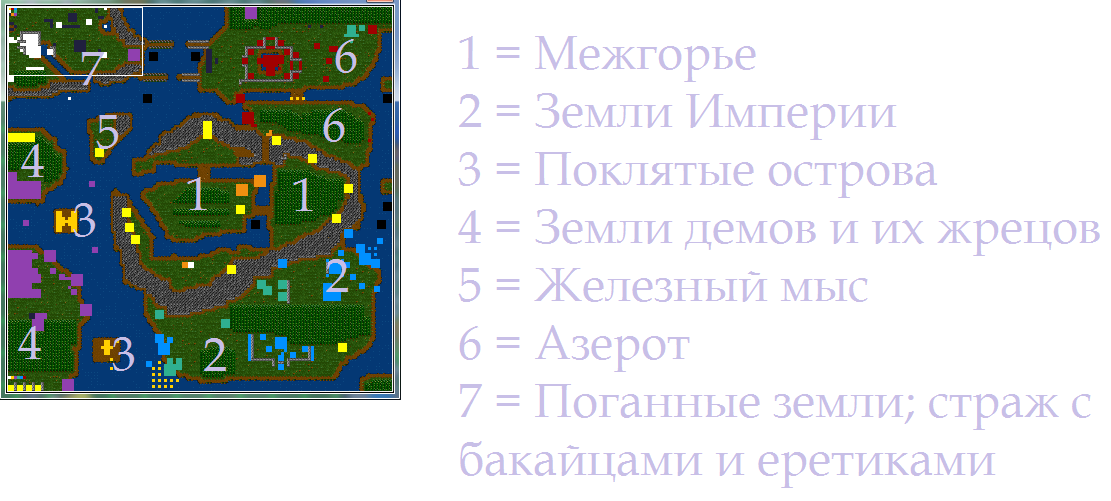 1 = Межгорье
2 = Земли Империи
3 = Поклятые острова
4 = Земли демов и их жрецов
5 = Железный мыс
6 = Азерот
7 = Поганные земли; страж с
бакайцами и еретиками
7
6
6
5
4
1
1
3
2
4
3
2